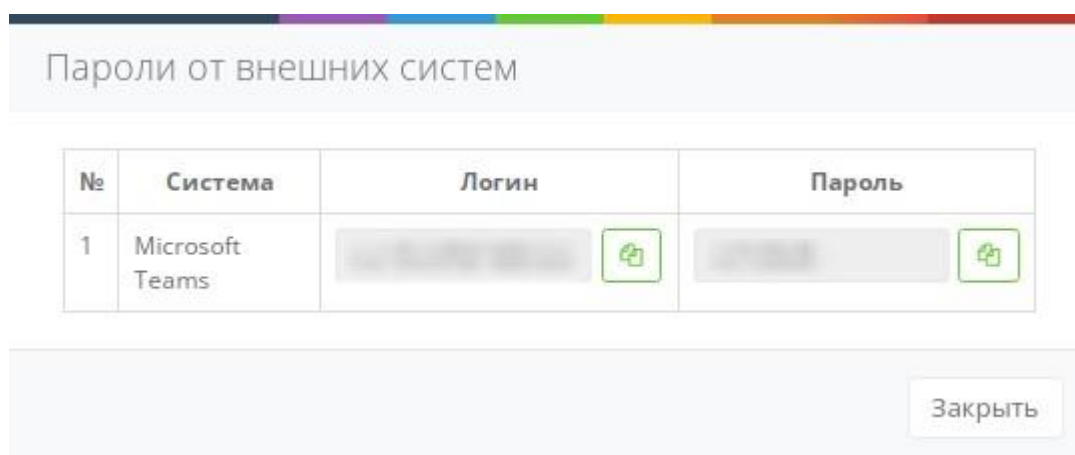 Пароли от внешних систем
№ Система Логин Пароль
1 Microsoft
Teams
Закрыть